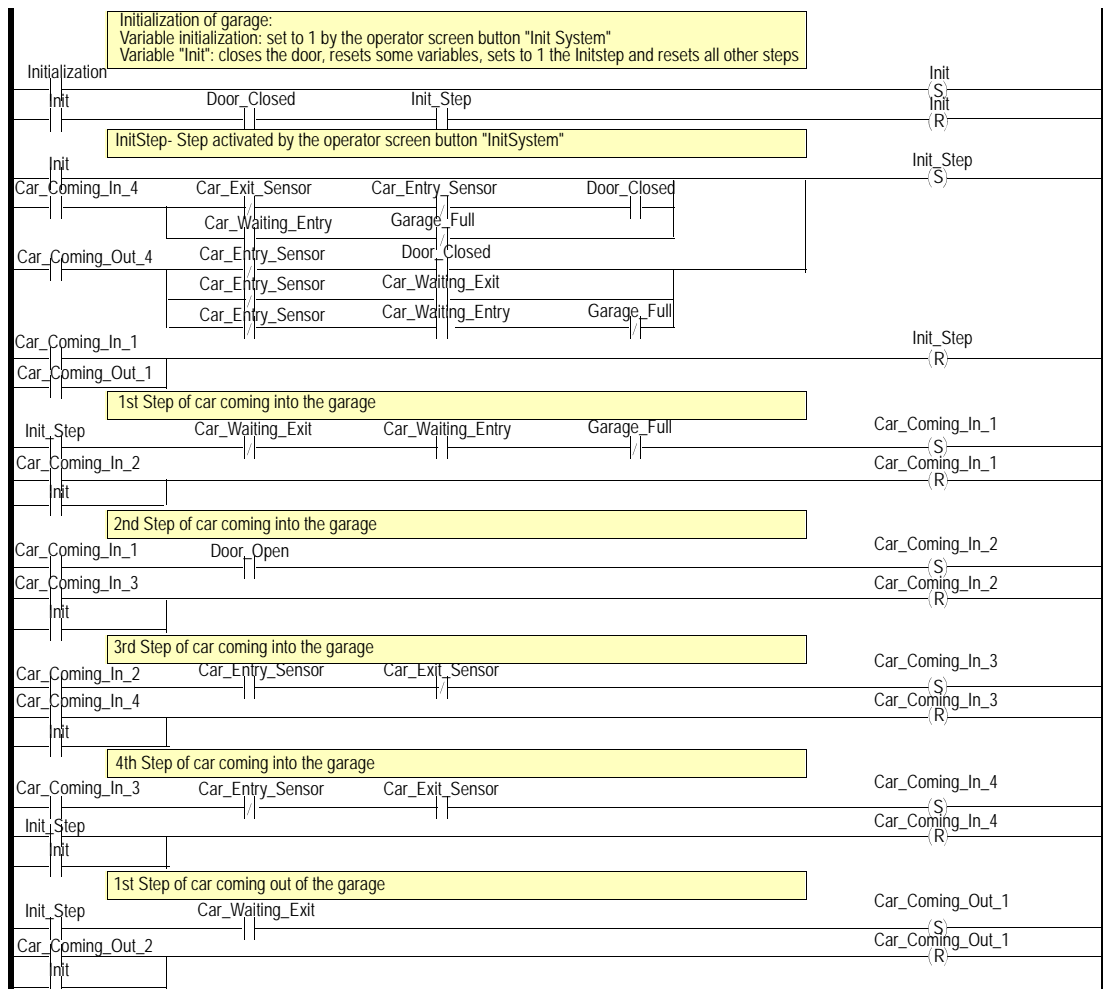 Initialization of garage:
Variable initialization: set to 1 by the operator screen button "Init System"
Variable "Init": closes the door, resets some variables, sets to 1 the Initstep and resets all other steps
Initialization Init
(S)
Init Door_Closed Init_Step Init
(R)
InitStep- Step activated by the operator screen button "InitSystem"
Init Init_Step
(S)
Car_Coming_In_4 Car_Exit_Sensor Car_Entry_Sensor Door_Closed
Car_Waiting_Entry Garage_Full
Car_Coming_Out_4 Car_Entry_Sensor Door_Closed
Car_Entry_Sensor Car_Waiting_Exit
Car_Entry_Sensor Car_Waiting_Entry Garage_Full
Car_Coming_In_1 Init_Step
(R)
Car_Coming_Out_1
1st Step of car coming into the garage
Init_Step Car_Waiting_Exit Car_Waiting_Entry Garage_Full Car_Coming_In_1
(S)
Car_Coming_In_2 Car_Coming_In_1
(R)
Init
2nd Step of car coming into the garage
Car_Coming_In_1 Door_Open Car_Coming_In_2
(S)
Car_Coming_In_3 Car_Coming_In_2
(R)
Init
3rd Step of car coming into the garage
Car_Coming_In_2 Car_Entry_Sensor Car_Exit_Sensor Car_Coming_In_3
(S)
Car_Coming_In_4 Car_Coming_In_3
(R)
Init
4th Step of car coming into the garage
Car_Coming_In_3 Car_Entry_Sensor Car_Exit_Sensor Car_Coming_In_4
(S)
Init_Step Car_Coming_In_4
(R)
Init
1st Step of car coming out of the garage
Init_Step Car_Waiting_Exit Car_Coming_Out_1
(S)
Car_Coming_Out_2 Car_Coming_Out_1
(R)
Init